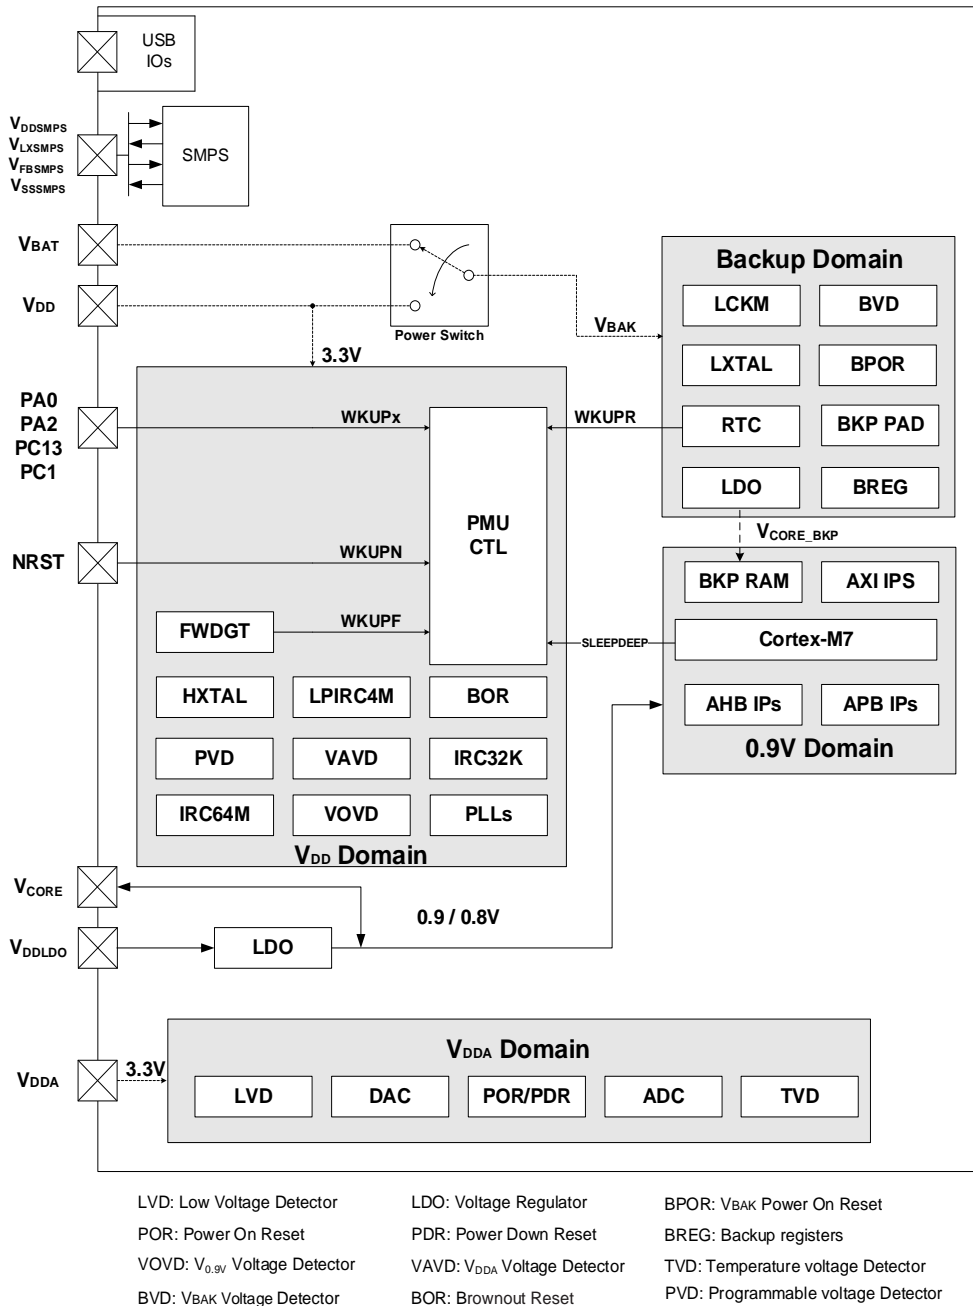 USB
IOs
VDDSMPS
VLXSMPS
VFBSMPS
VSSSMPS
SMPS
VBAT
VDD
Power Switch
3.3V
VBAK
Backup Domain
LCKM BVD
LXTAL BPOR
RTC BKP PAD
LDO BREG
PA0
PA2
PC13
PC1
WKUPx
WKUPR
PMU
CTL
NRST
WKUPN
FWDGT
WKUPF
HXTAL LPIRC4M BOR
PVD VAVD IRC32K
IRC64M VOVD PLLs
VDD Domain
VCORE_BKP
BKP RAM AXI IPS
SLEEPDEEP
Cortex-M7
AHB IPs APB IPs
0.9V Domain
VCORE
0.9 / 0.8V
VDDLDO
LDO
VDDA
3.3V
VDDA Domain
LVD DAC POR/PDR ADC TVD
LVD: Low Voltage Detector LDO: Voltage Regulator BPOR: VBAK Power On Reset
POR: Power On Reset PDR: Power Down Reset BREG: Backup registers
VOVD: V0.9V Voltage Detector VAVD: VDDA Voltage Detector TVD: Temperature voltage Detector
BVD: VBAK Voltage Detector BOR: Brownout Reset PVD: Programmable voltage Detector